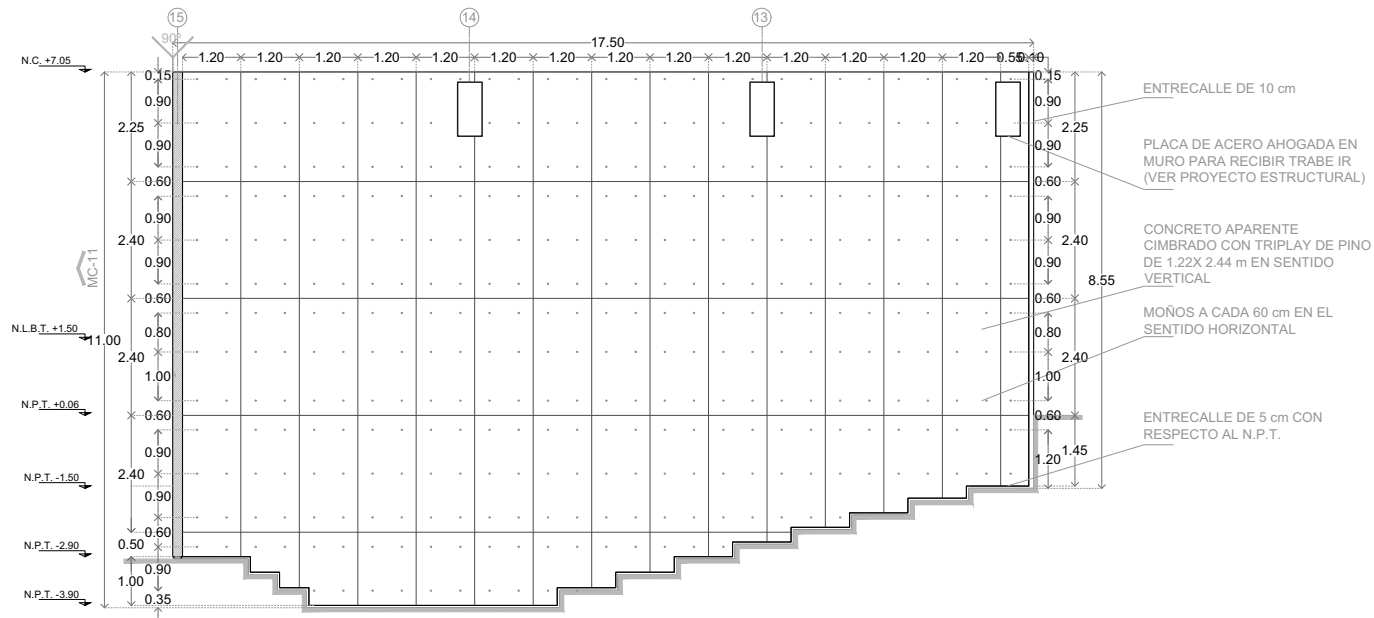 15
14
13
90°
17.50
1.20 1.20 1.20 1.20 1.20 1.20 1.20 1.20 1.20 1.20 1.20 1.20 1.20 1.20 0.55 0.10
N.C. +7.05
0.15
0.90
2.25
0.90
0.60
0.90
2.40
0.90
0.60
MC-11
N.L.B.T. +1.50
11.00
0.80
2.40
1.00
N.P.T. +0.06
0.60
0.90
2.40
N.P.T. -1.50
0.90
0.60
N.P.T. -2.90
0.50
0.90
1.00
N.P.T. -3.90
0.35
0.15
0.90
2.25
0.90
0.60
0.90
2.40
0.90
8.55
0.60
0.80
2.40
1.00
0.60
1.45
1.20
ENTRECALLE DE 10 cm
PLACA DE ACERO AHOGADA EN
MURO PARA RECIBIR TRABE IR
(VER PROYECTO ESTRUCTURAL)
CONCRETO APARENTE
CIMBRADO CON TRIPLAY DE PINO
DE 1.22X 2.44 m EN SENTIDO
VERTICAL
MOÑOS A CADA 60 cm EN EL
SENTIDO HORIZONTAL
ENTRECALLE DE 5 cm CON
RESPECTO AL N.P.T.